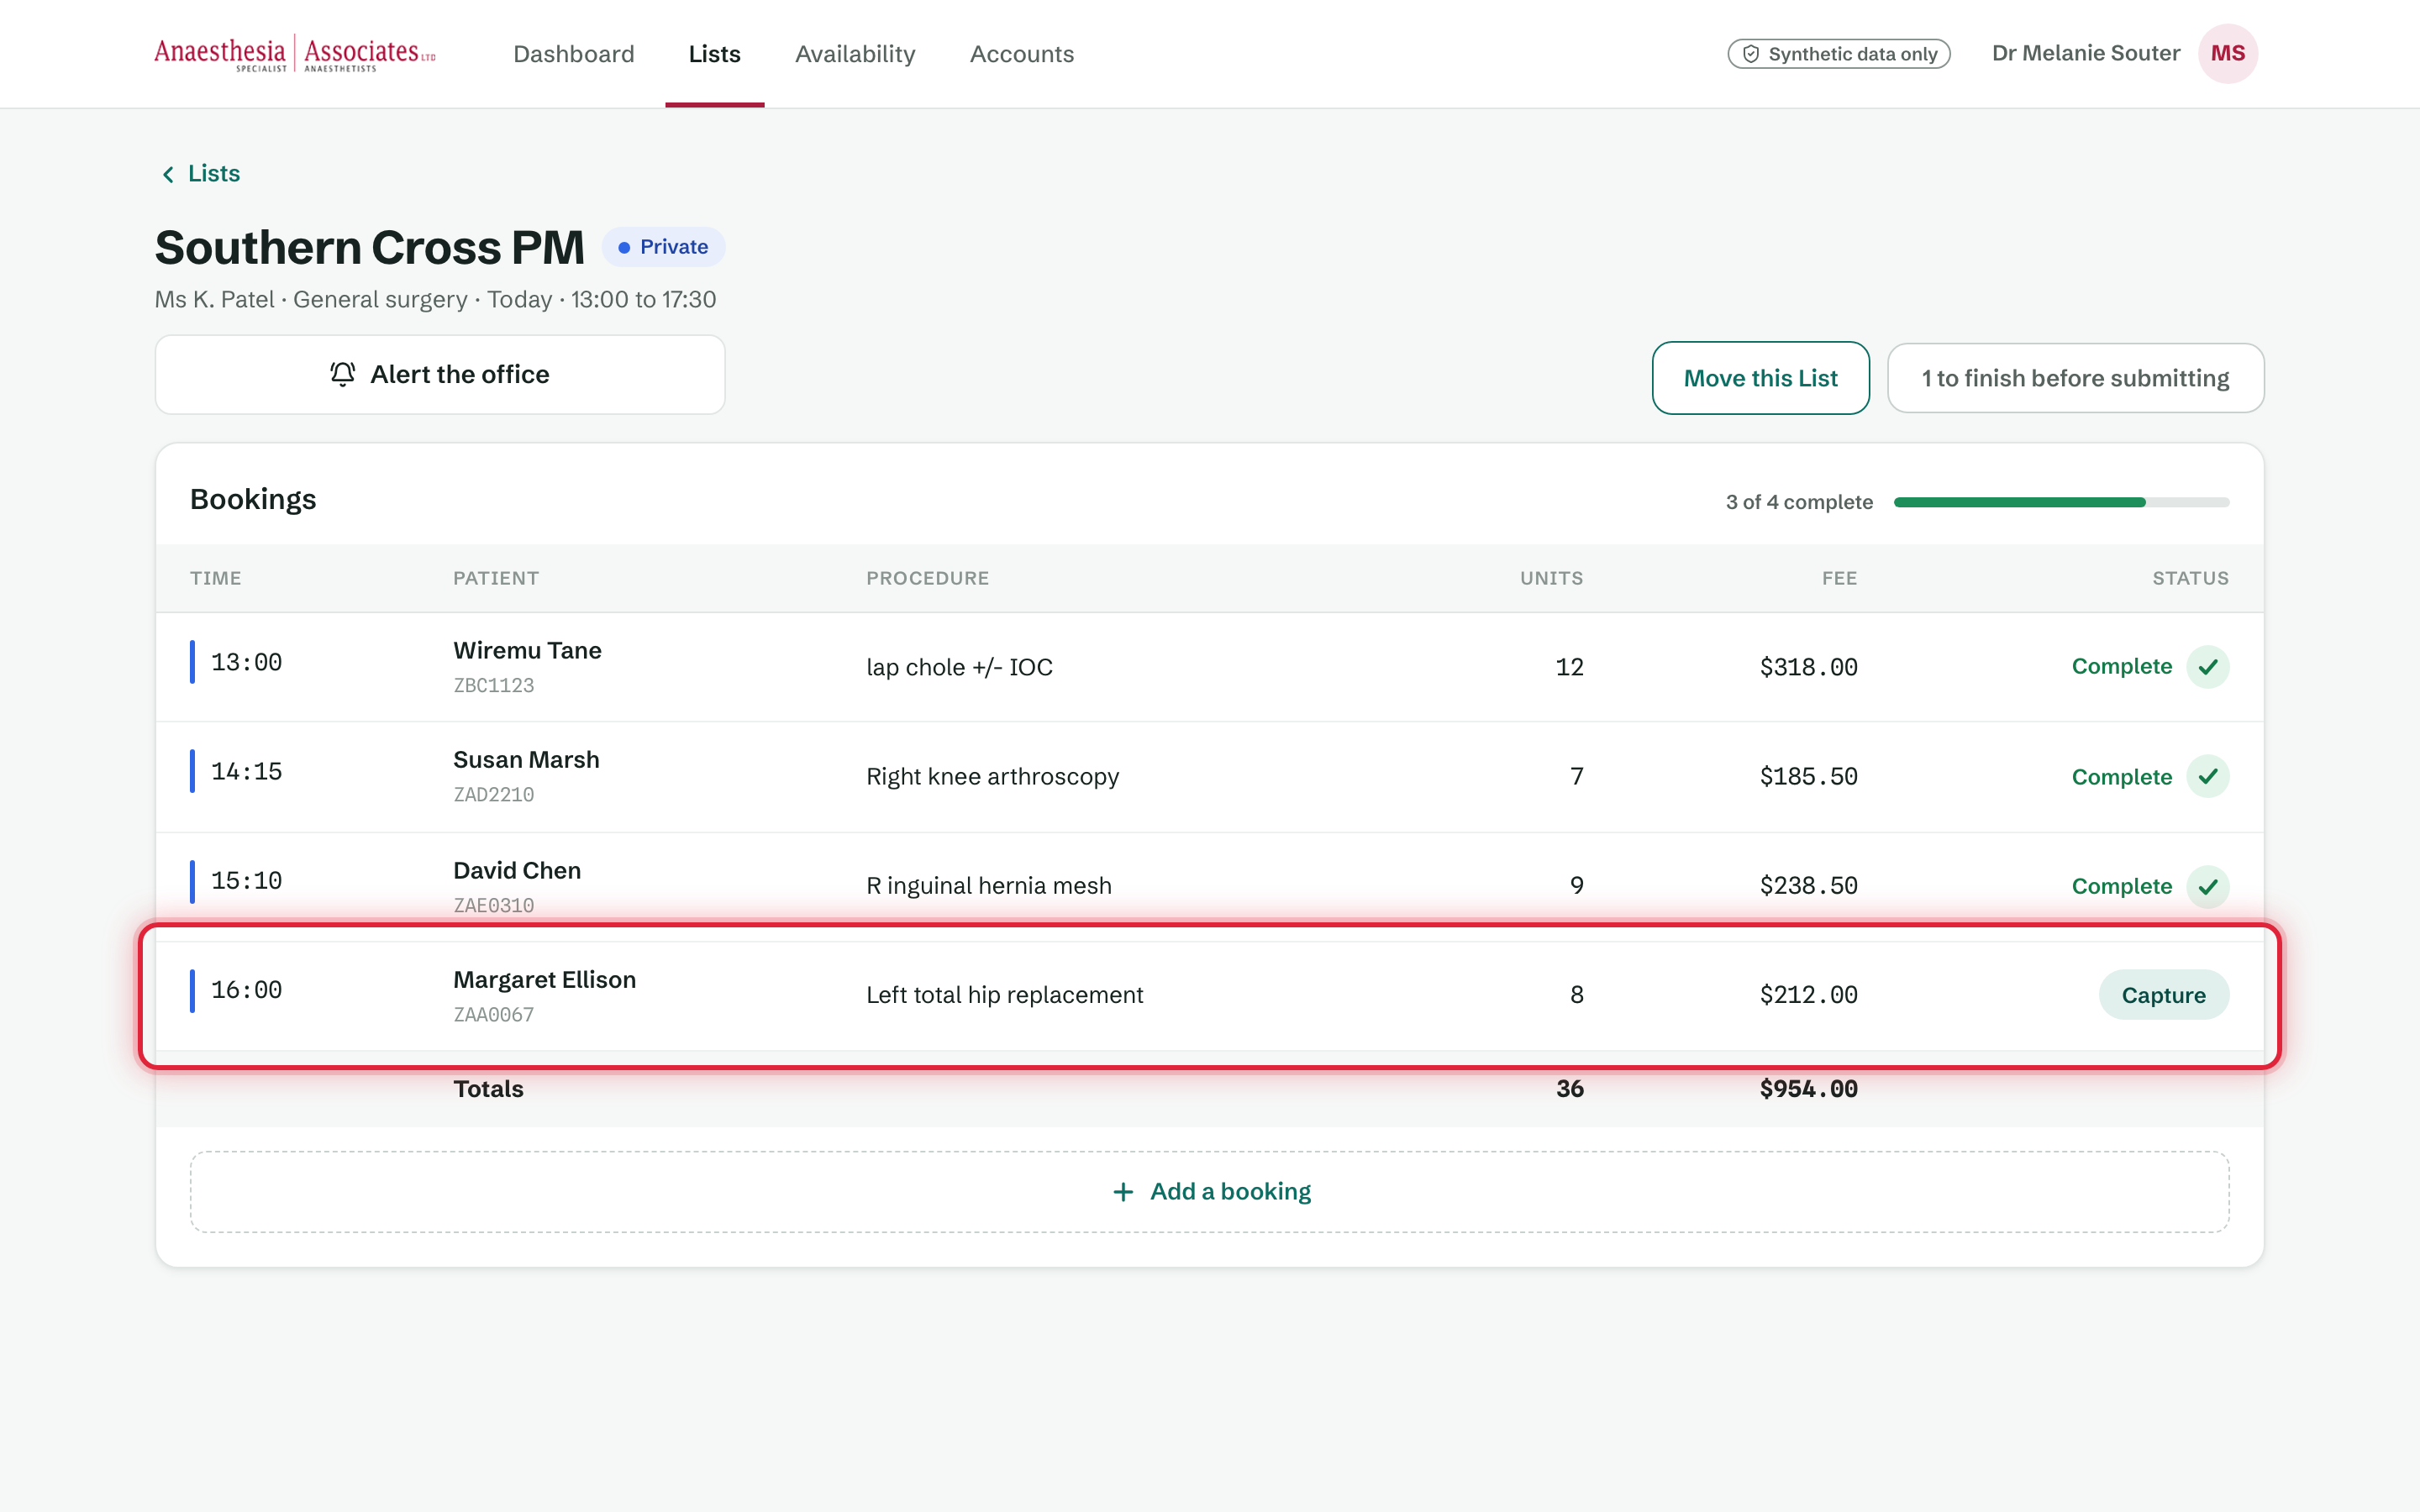 Anaesthesia Associates LTD
SPECIALIST ANAESTHETISTS
Dashboard
Lists
Availability
Accounts
Synthetic data only
Dr Melanie Souter
MS
Lists
Southern Cross PM
Private
Ms K. Patel · General surgery · Today · 13:00 to 17:30
Alert the office
Move this List
1 to finish before submitting
Bookings
3 of 4 complete
TIME PATIENT PROCEDURE UNITS FEE STATUS
13:00 Wiremu Tane lap chole +/- IOC 12 $318.00 Complete
ZBC1123
14:15 Susan Marsh Right knee arthroscopy 7 $185.50 Complete
ZAD2210
15:10 David Chen R inguinal hernia mesh 9 $238.50 Complete
ZAE0310
16:00 Margaret Ellison Left total hip replacement 8 $212.00 Capture
ZAA0067
Totals 36 $954.00
+ Add a booking